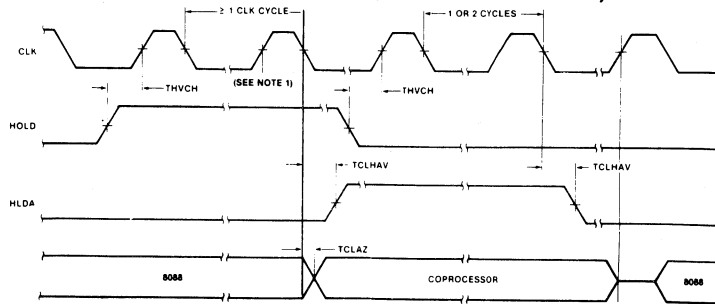 ≥ 1 CLK CYCLE
1 OR 2 CYCLES
CLK
(SEE NOTE 1)
THVCH
THVCH
HOLD
TCLHAV
TCLHAV
HLDA
TCLAZ
8088
COPROCESSOR
8088